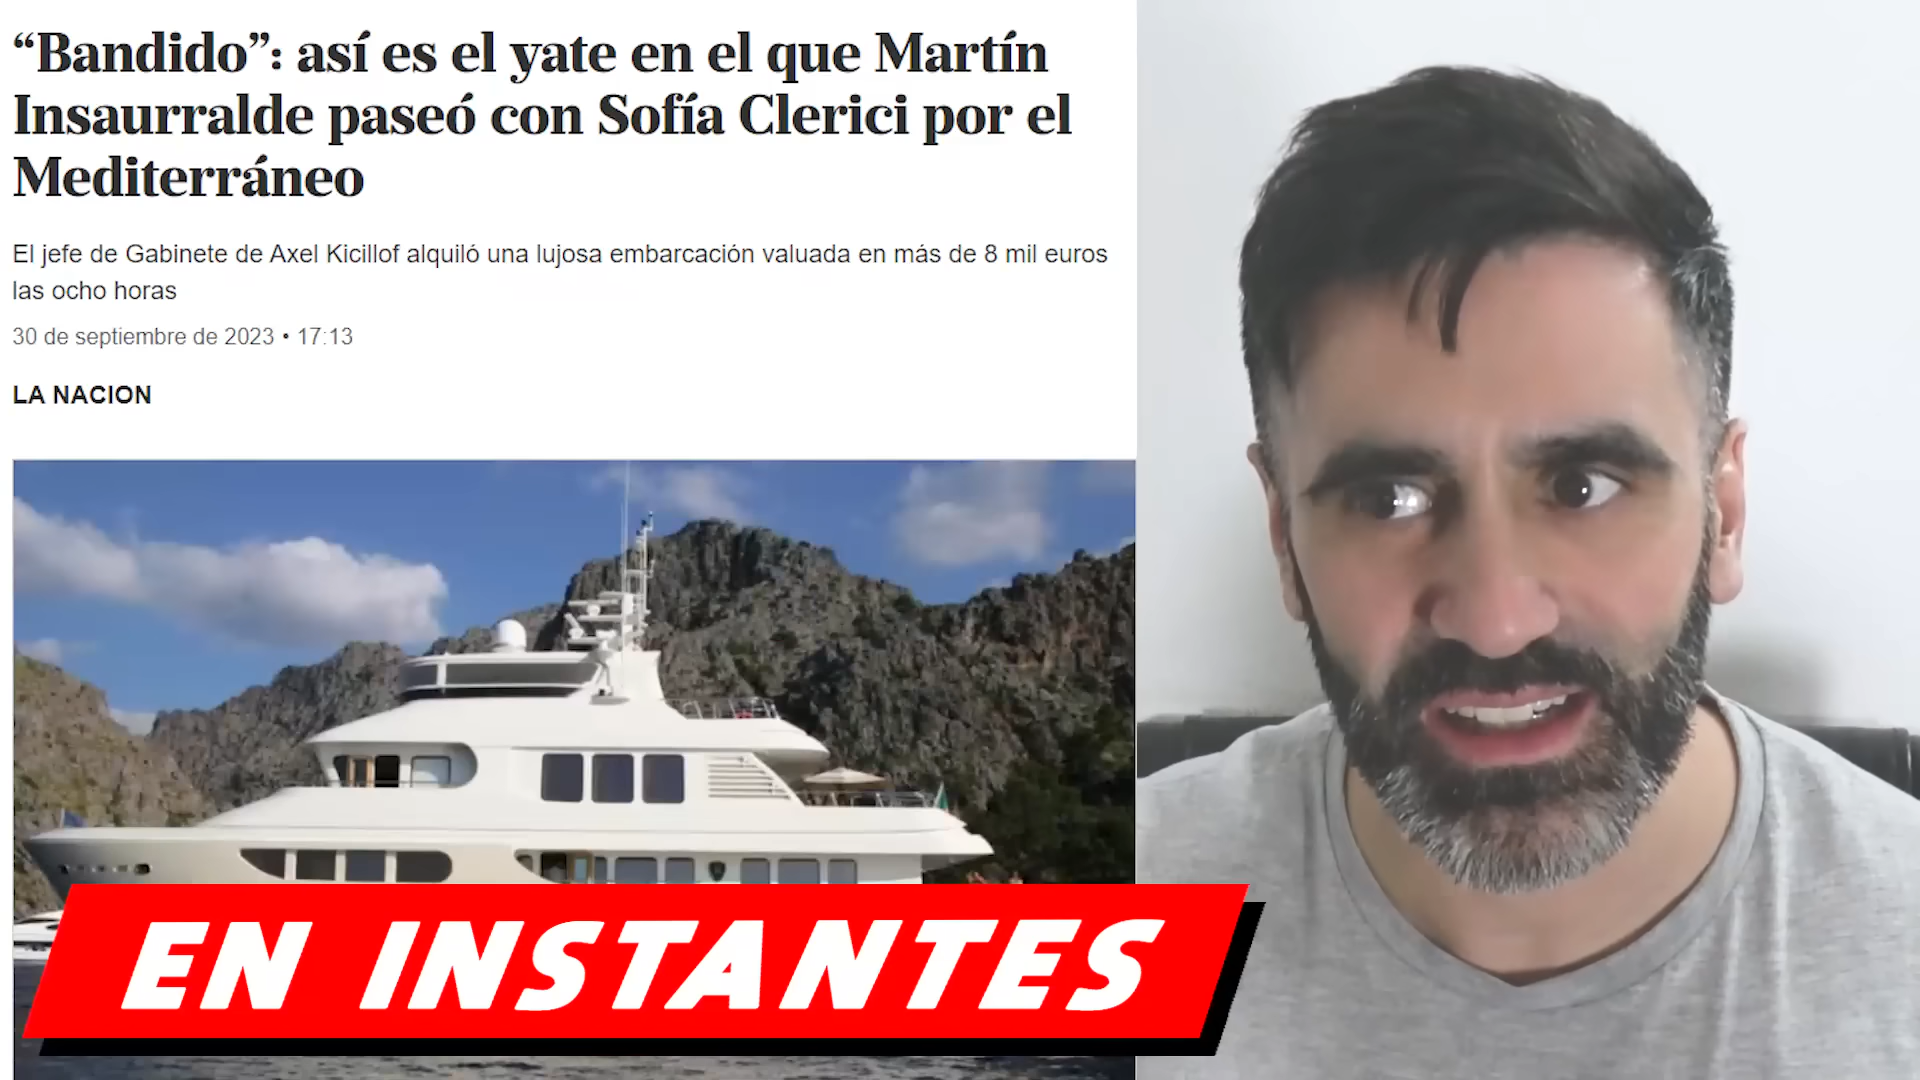 “Bandido”: así es el yate en el que Martín
Insaurralde paseó con Sofía Clerici por el
Mediterráneo
El jefe de Gabinete de Axel Kicillof alquiló una lujosa embarcación valuada en más de 8 mil euros
las ocho horas
30 de septiembre de 2023 • 17:13
LA NACION
EN INSTANTES